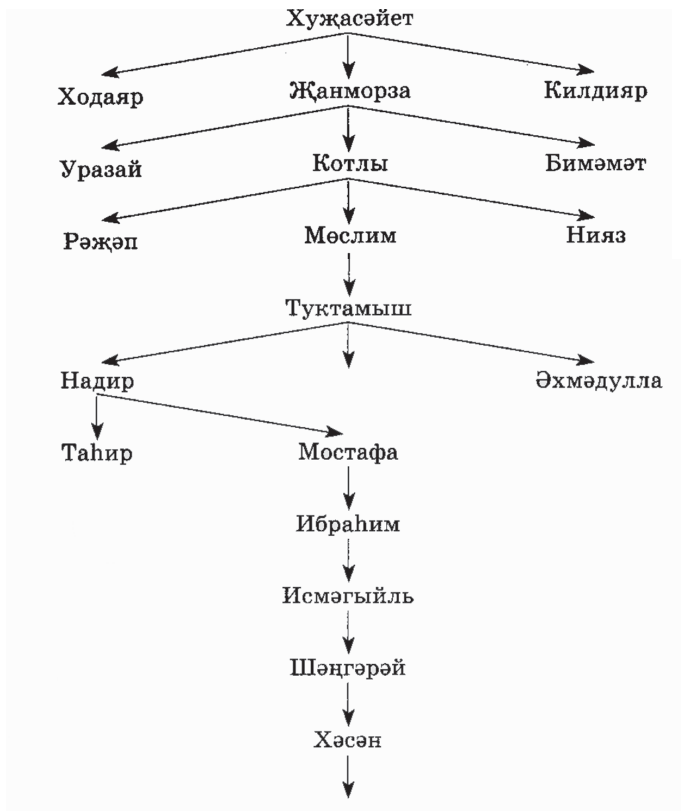 Хуҗасәйет
Ходаяр Җанморза Килдияр
Уразай Котлы Бимәмәт
Рәҗәп Мөслим Нияз
Туктамыш
Надир Әхмәдулла
Таһир Мостафа
Ибраһим
Исмәгыйль
Шәңгәрәй
Хәсән